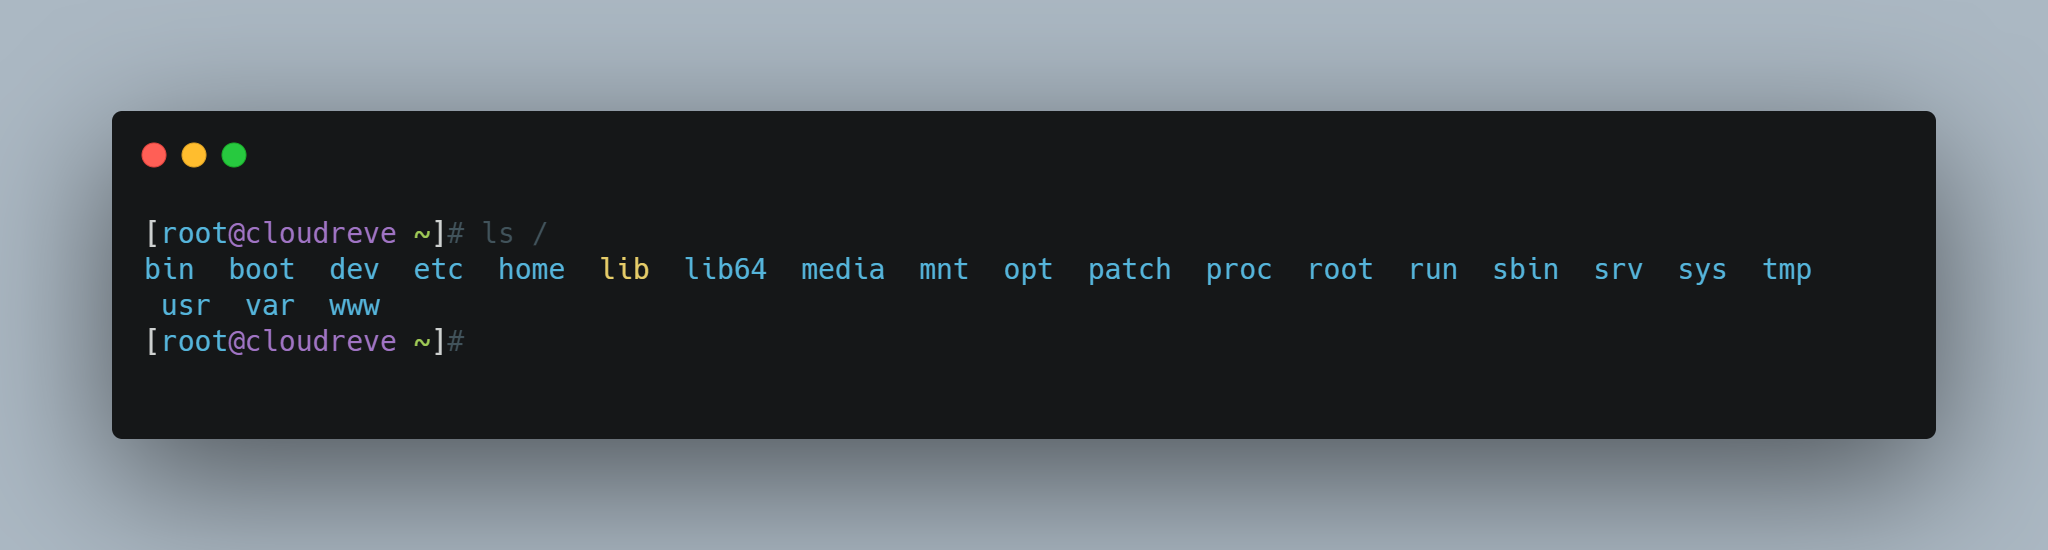 [root@cloudreve ~]# ls /
bin  boot  dev  etc  home  lib  lib64  media  mnt  opt  patch  proc  root  run  sbin  srv  sys  tmp
 usr  var  www
[root@cloudreve ~]#